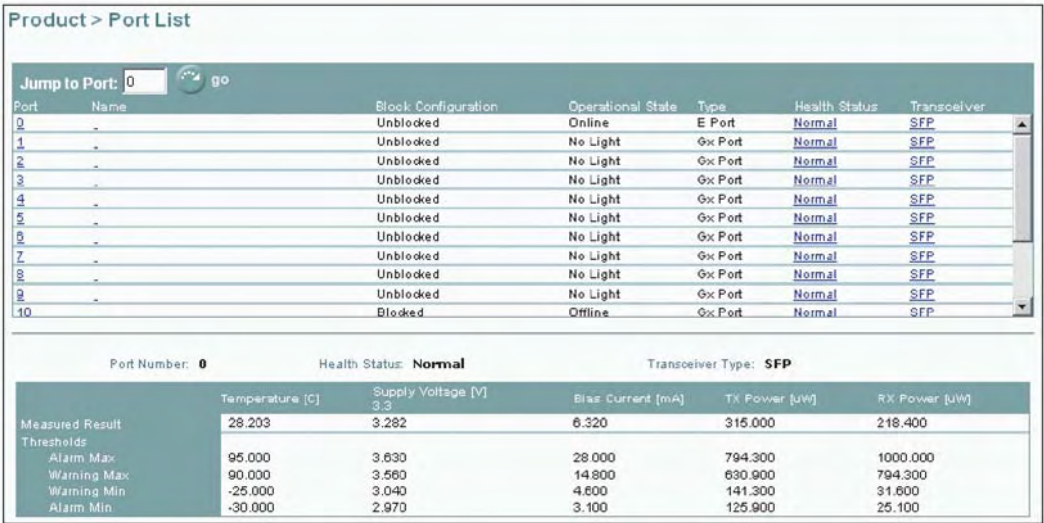 Product > Port List
Jump to Port: 0 go
Port Name Block Configuration Operational State Type Health Status Transceiver
0 - Unblocked Online E Port Normal SFP
1 - Unblocked No Light Gx Port Normal SFP
2 - Unblocked No Light Gx Port Normal SFP
3 - Unblocked No Light Gx Port Normal SFP
4 - Unblocked No Light Gx Port Normal SFP
5 - Unblocked No Light Gx Port Normal SFP
6 - Unblocked No Light Gx Port Normal SFP
7 - Unblocked No Light Gx Port Normal SFP
8 - Unblocked No Light Gx Port Normal SFP
9 - Unblocked No Light Gx Port Normal SFP
10 Blocked Offline Gx Port Normal SFP
Port Number: 0 Health Status: Normal Transceiver Type: SFP
Temperature [C] Supply Voltage [V] 3.3 Bias Current [mA] TX Power [uW] RX Power [uW]
Measured Result 28.203 3.282 6.320 315.000 218.400
Thresholds
Alarm Max 95.000 3.630 28.000 794.300 1000.000
Warning Max 90.000 3.560 14.800 630.900 794.300
Warning Min -25.000 3.040 4.600 141.300 31.600
Alarm Min -30.000 2.970 3.100 125.900 25.100